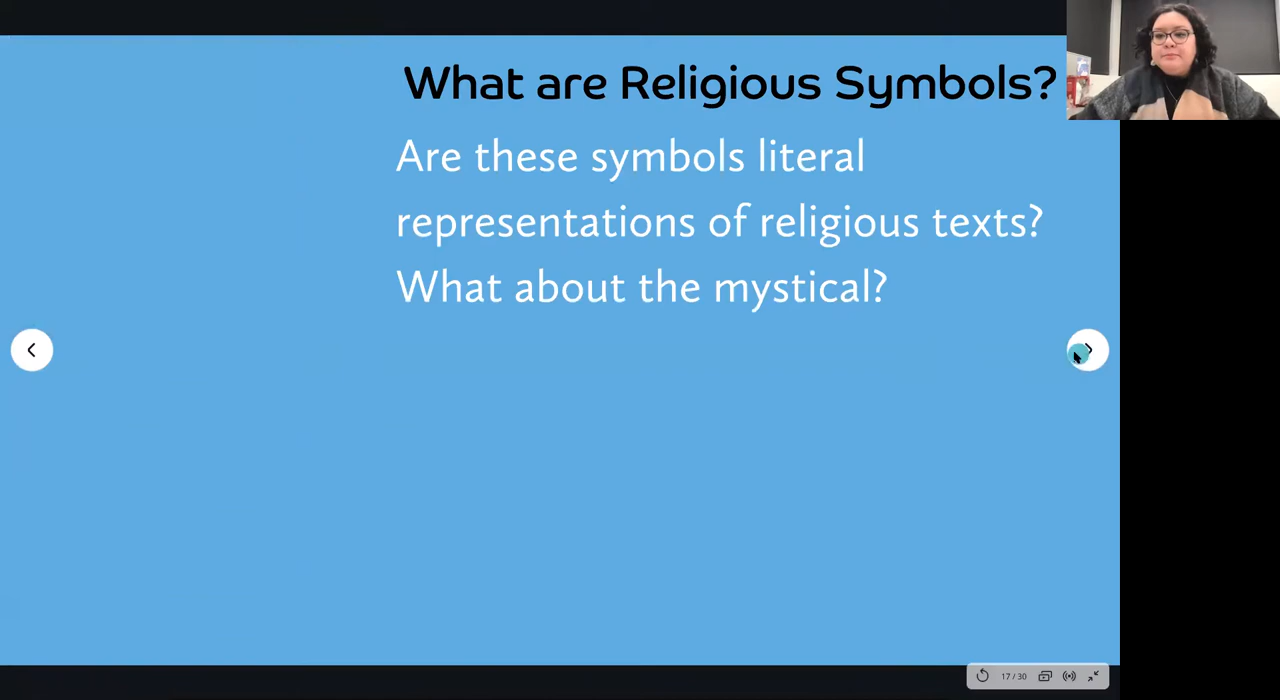 What are Religious Symbols?
Are these symbols literal
representations of religious texts?
What about the mystical?
17 / 30